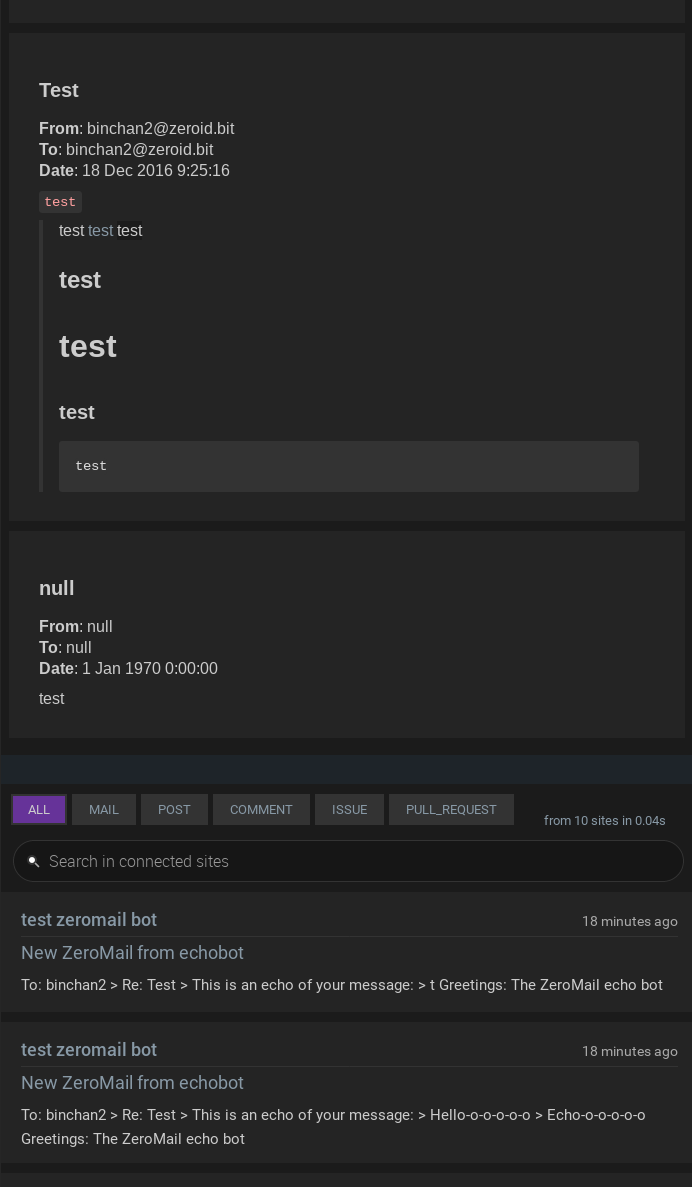 Test
From: binchan2@zeroid.bit
To: binchan2@zeroid.bit
Date: 18 Dec 2016 9:25:16
test
test test test
test
test
test
test
null
From: null
To: null
Date: 1 Jan 1970 0:00:00
test
ALL MAIL POST COMMENT ISSUE PULL_REQUEST from 10 sites in 0.04s
Search in connected sites
test zeromail bot 18 minutes ago
New ZeroMail from echobot
To: binchan2 > Re: Test > This is an echo of your message: > t Greetings: The ZeroMail echo bot
test zeromail bot 18 minutes ago
New ZeroMail from echobot
To: binchan2 > Re: Test > This is an echo of your message: > Hello-o-o-o-o-o > Echo-o-o-o-o-o
Greetings: The ZeroMail echo bot